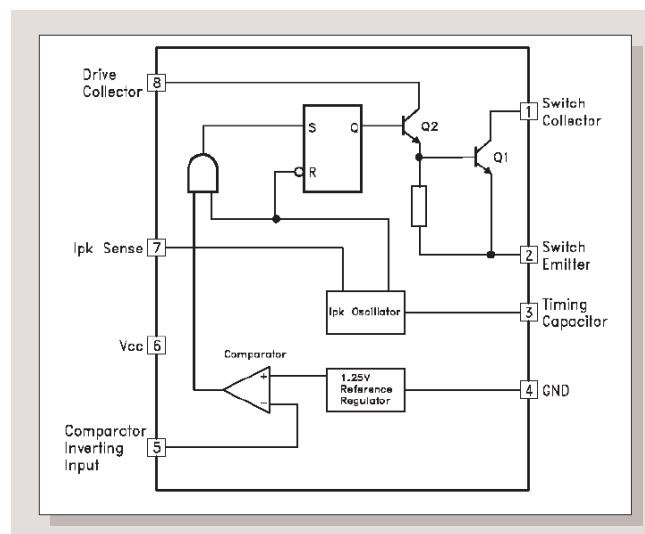 Drive
Collector
8
S
Q
R
Q2
Q1
1
Switch
Collector
Ipk Sense
7
2
Switch
Emitter
Ipk Oscillator
3
Timing
Capacitor
Vcc
6
Comparator
+
−
1.25V
Reference
Regulator
4
GND
Comparator
Inverting
Input
5